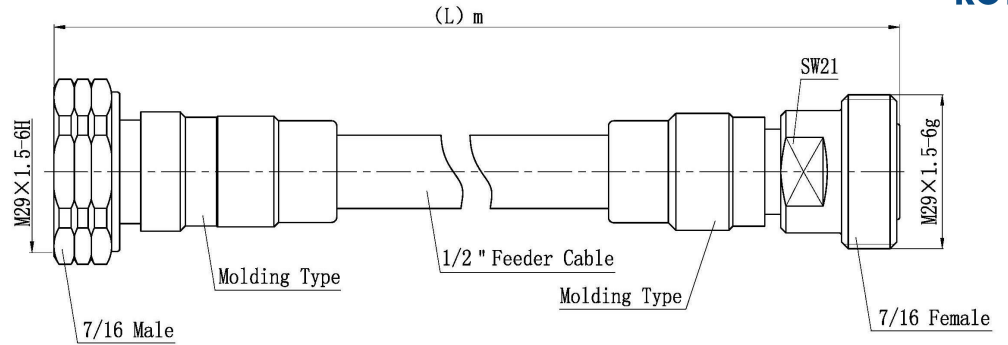 (L) m
SW21
M29×1.5-6H
M29×1.5-6g
1/2 " Feeder Cable
Molding Type
Molding Type
7/16 Male
7/16 Female